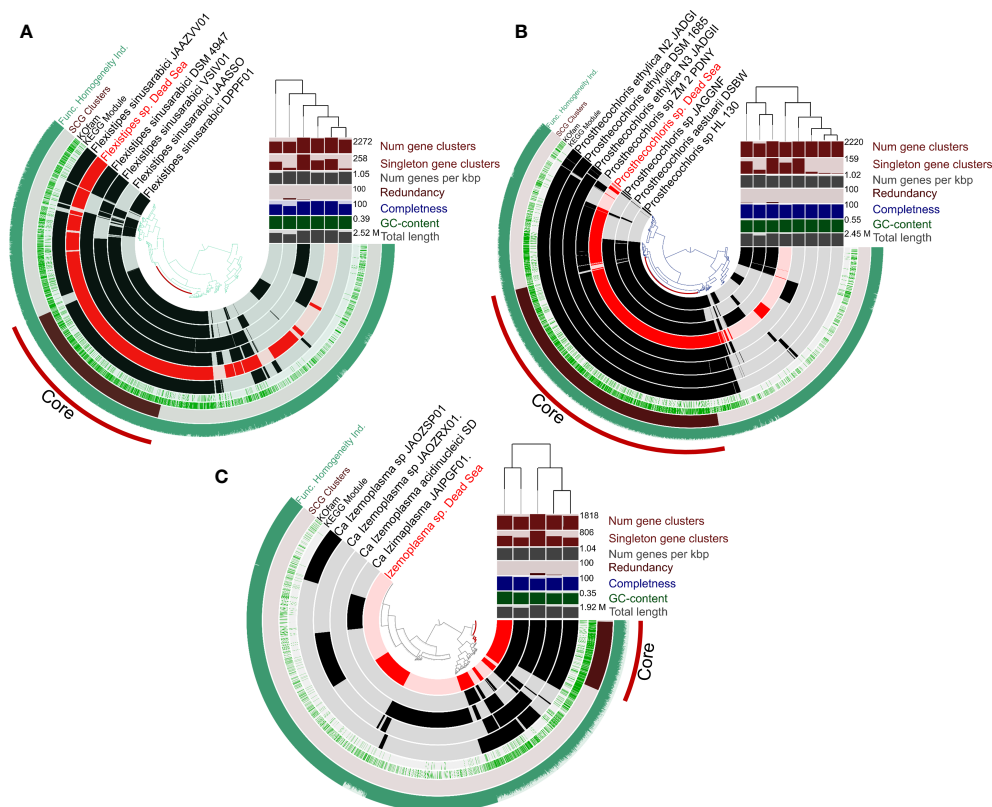 A
Func. Homogeneity Ind.
SCG Clusters
KOfam
KEGG Module
Flexistipes sinusarabici JAAZVV01
Flexistipes sp. Dead Sea
Flexistipes sinusarabici DSM 4947
Flexistipes sinusarabici VSIV01
Flexistipes sinusarabici JAASSO
Flexistipes sinusarabici DPPF01
2272 Num gene clusters
258 Singleton gene clusters
1.05 Num genes per kbp
100 Redundancy
100 Completness
0.39 GC-content
2.52 M Total length
Core
B
Func. Homogeneity Ind.
SCG Clusters
KOfam
KEGG Module
Prosthecochloris ethylica N2 JADGI
Prosthecochloris ethylica DSM 1685
Prosthecochloris ethylica N3 JADGII
Prosthecochloris sp ZM 2 PDNY
Prosthecochloris sp. Dead Sea
Prosthecochloris sp JAGGNF
Prosthecochloris aestuarii DSBW
Prosthecochloris sp HL 130
2220 Num gene clusters
159 Singleton gene clusters
1.02 Num genes per kbp
100 Redundancy
100 Completness
0.55 GC-content
2.45 M Total length
Core
C
Func. Homogeneity Ind.
SCG Clusters
KOfam
KEGG Module
Ca Izemoplasma sp JAOZSP01
Ca Izemoplasma sp JAOZRX01.
Ca Izemoplasma acidinucleici SD
Ca Izimaplasma JAIPGF01.
Izemoplasma sp. Dead Sea
1818 Num gene clusters
806 Singleton gene clusters
1.04 Num genes per kbp
100 Redundancy
100 Completness
0.35 GC-content
1.92 M Total length
Core